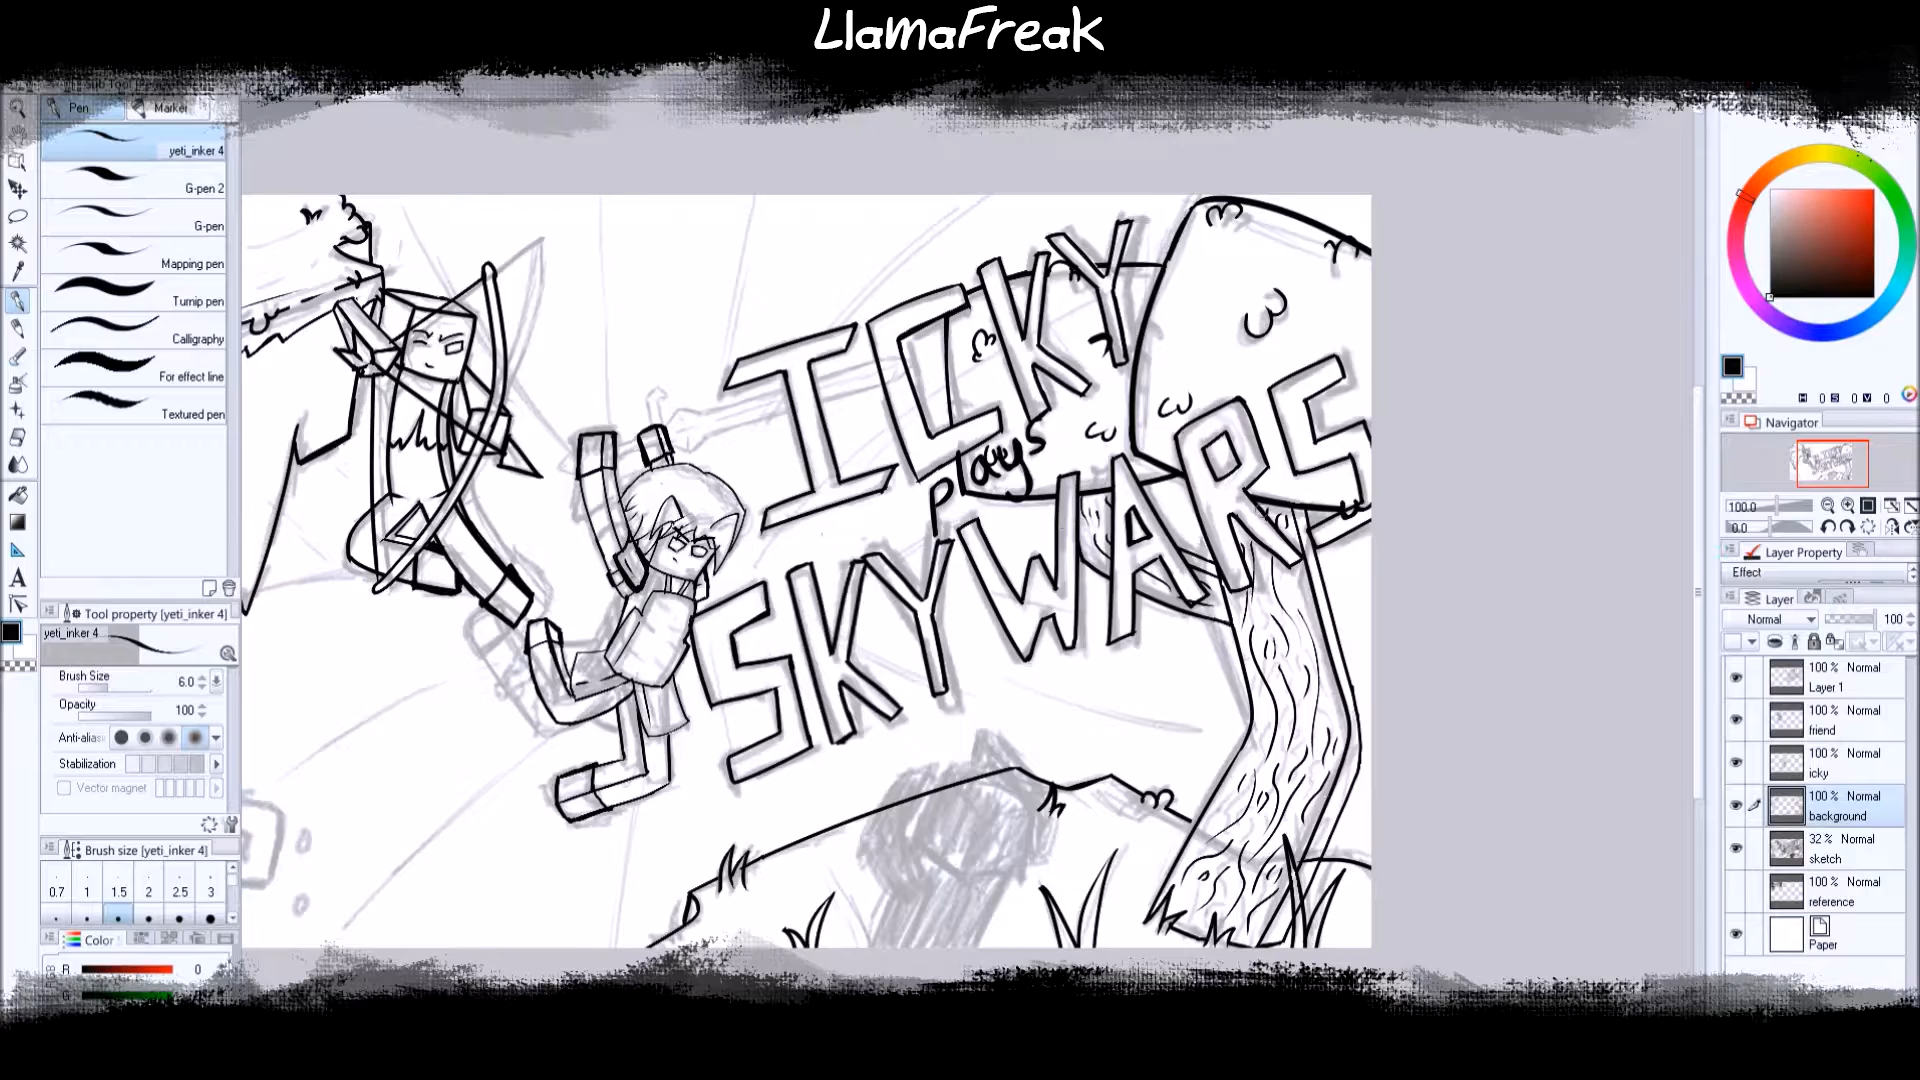 LlamaFreak
Pen
Marker
yeti_inker 4
G-pen 2
G-pen
Mapping pen
Turnip pen
Calligraphy
For effect line
Textured pen
Tool property [yeti_inker 4]
yeti_inker 4
Brush Size 6.0
Opacity 100
Anti-alias
Stabilization
Vector magnet
Brush size [yeti_inker 4]
0.7 1 1.5 2 2.5 3
Color
R 0
G
ICKY
plays
SKYWARS
H 0 S 0 V 0
Navigator
100.0
0.0
Layer Property
Effect
Layer
Normal 100
100 % Normal
Layer 1
100 % Normal
friend
100 % Normal
icky
100 % Normal
background
32 % Normal
sketch
100 % Normal
reference
Paper